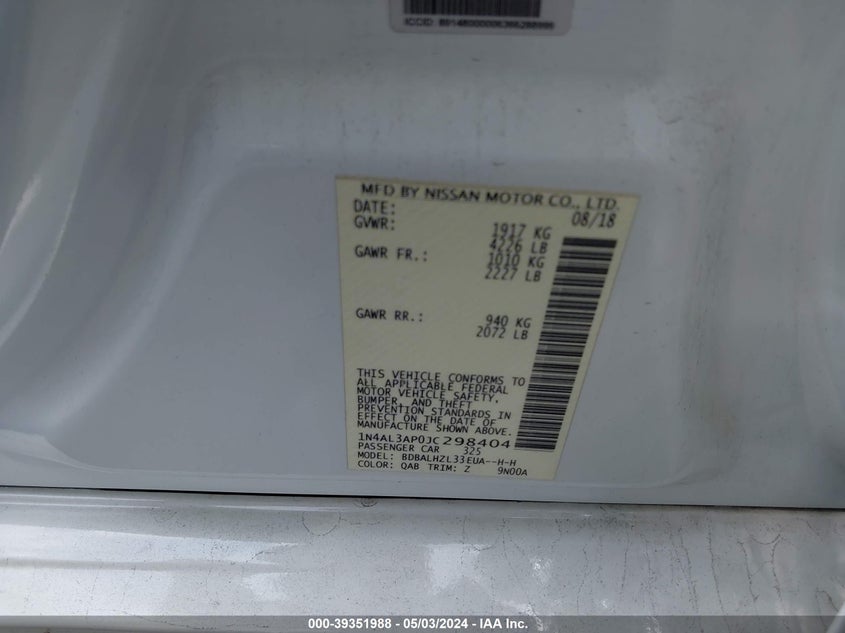 MFD BY NISSAN MOTOR CO., LTD.
DATE: 08/18
GVWR: 1917 KG
4226 LB
GAWR FR.: 1010 KG
2227 LB
GAWR RR.: 940 KG
2072 LB
THIS VEHICLE CONFORMS TO
ALL APPLICABLE FEDERAL
MOTOR VEHICLE SAFETY,
BUMPER, AND THEFT
PREVENTION STANDARDS IN
EFFECT ON THE DATE OF
MANUFACTURE SHOWN ABOVE.
1N4AL3AP0JC298404
PASSENGER CAR 325
MODEL: BDBALHZL33EUA--H-H
COLOR: QAB TRIM: Z 9N00A
000-39351988 - 05/03/2024 - IAA Inc.